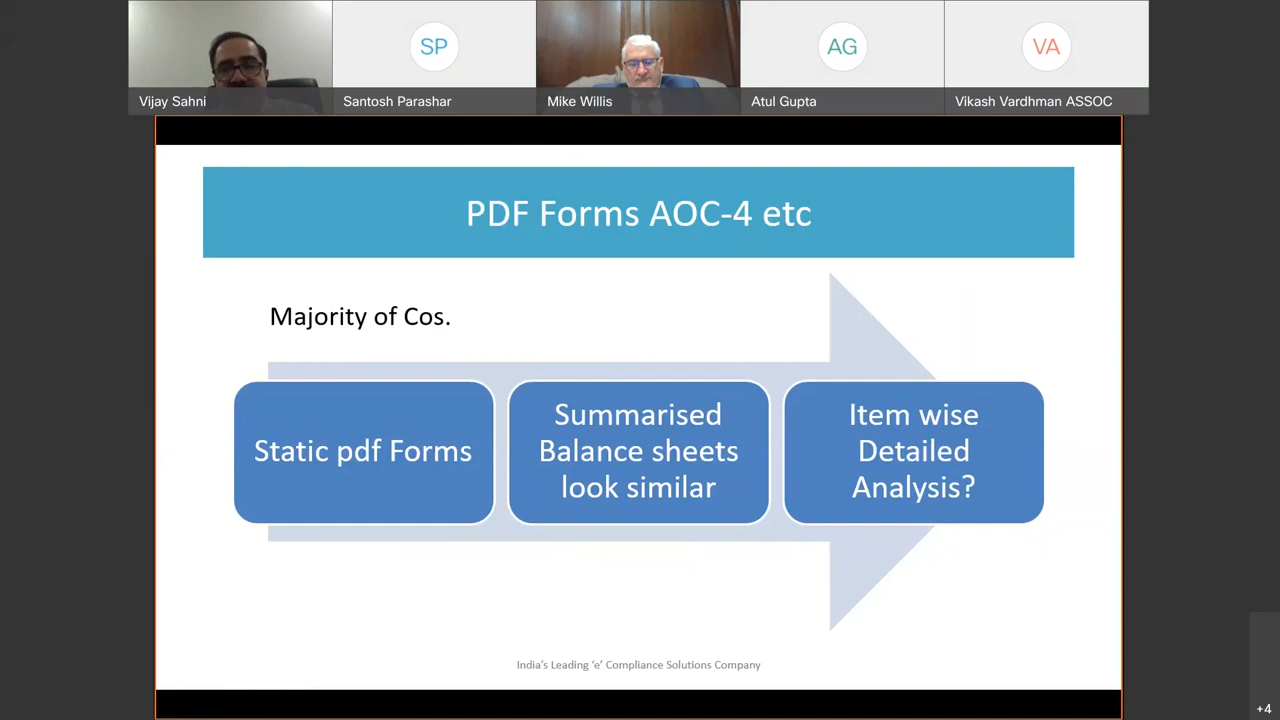 SP
AG
VA
Vijay Sahni
Santosh Parashar
Mike Willis
Atul Gupta
Vikash Vardhman ASSOC
PDF Forms AOC-4 etc
Majority of Cos.
Static pdf Forms
Summarised
Balance sheets
look similar
Item wise
Detailed
Analysis?
India's Leading ‘e’ Compliance Solutions Company
+4